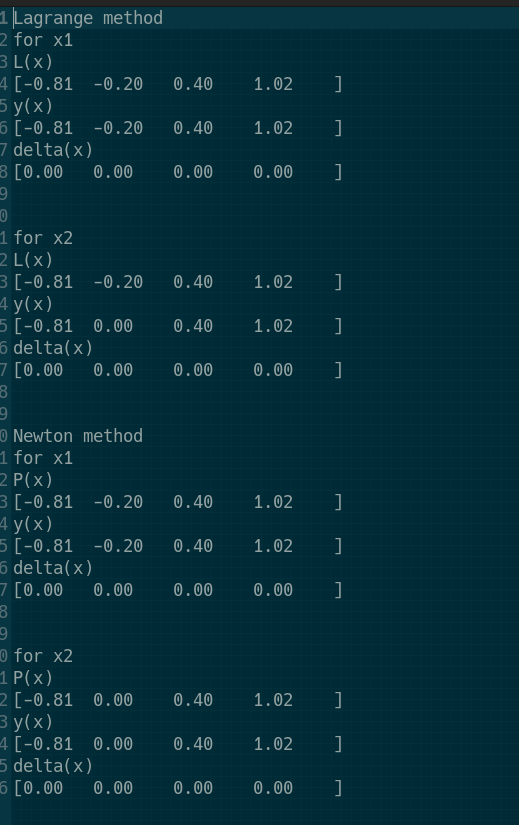 1 Lagrange method
2 for x1
3 L(x)
4 [-0.81 -0.20 0.40 1.02 ]
5 y(x)
6 [-0.81 -0.20 0.40 1.02 ]
7 delta(x)
8 [0.00 0.00 0.00 0.00 ]
9
0
1 for x2
2 L(x)
3 [-0.81 -0.20 0.40 1.02 ]
4 y(x)
5 [-0.81 0.00 0.40 1.02 ]
6 delta(x)
7 [0.00 0.00 0.00 0.00 ]
8
9
0 Newton method
1 for x1
2 P(x)
3 [-0.81 -0.20 0.40 1.02 ]
4 y(x)
5 [-0.81 -0.20 0.40 1.02 ]
6 delta(x)
7 [0.00 0.00 0.00 0.00 ]
8
9
0 for x2
1 P(x)
2 [-0.81 0.00 0.40 1.02 ]
3 y(x)
4 [-0.81 0.00 0.40 1.02 ]
5 delta(x)
6 [0.00 0.00 0.00 0.00 ]